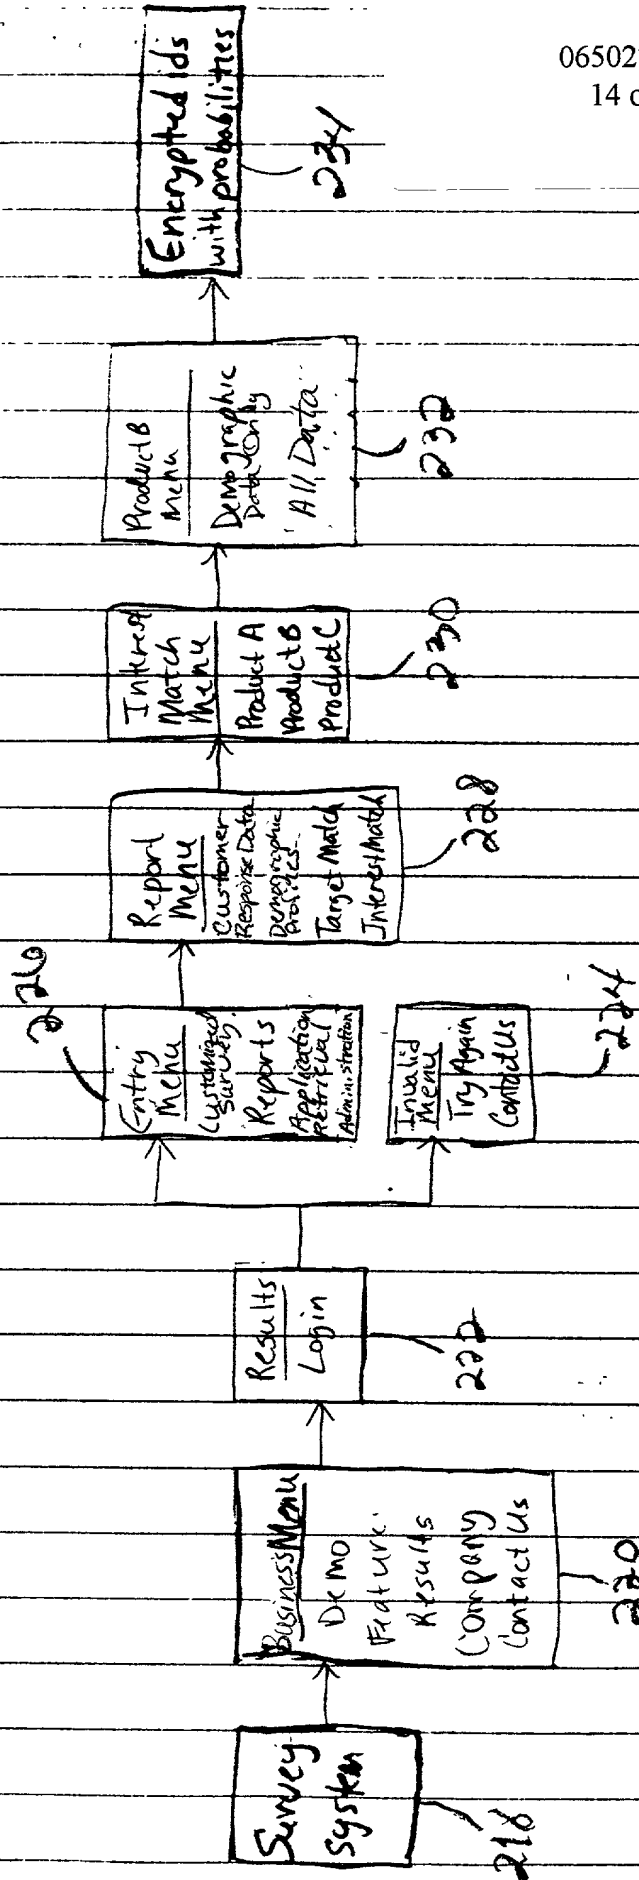 06502
14 o
Survey
System
216
Business Menu
Demo
Feature
Results
Company
Contact Us
220
Results
Login
222
Entry
Menu
Customized
Survey
Reports
Application
Retrieval
Administration
226
Invalid
Menu
Try Again
Contact Us
224
Report
Menu
Customer
Response Data
Demographic
Profiles
Target Match
Interest Match
228
Interest
Match
Menu
Product A
Product B
Product C
230
Product B
Menu
Demographic
Data Only
All Data
232
Encrypted ids
with probabilities
234